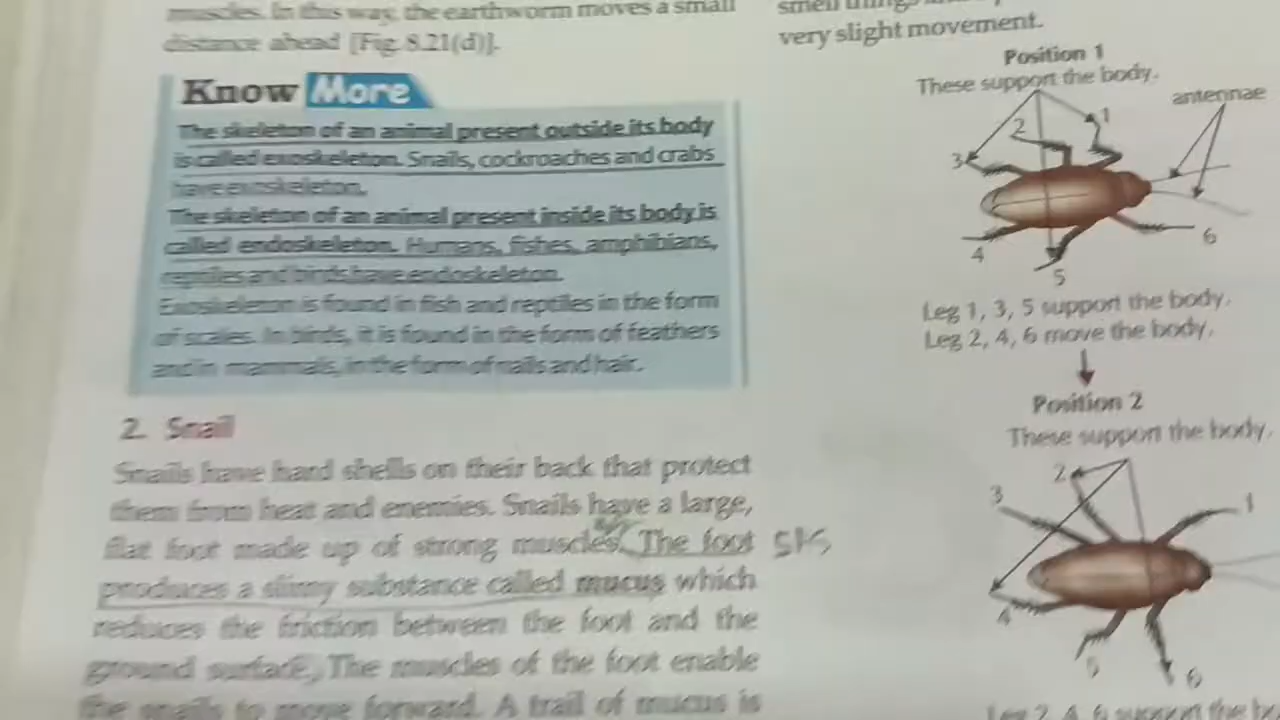 muscles. In this way, the earthworm moves a small
distance ahead [Fig. 8.21(d)].
Know More
The skeleton of an animal present outside its body
is called exoskeleton. Snails, cockroaches and crabs
have exoskeleton.
The skeleton of an animal present inside its body is
called endoskeleton. Humans, fishes, amphibians,
reptiles and birds have endoskeleton.
Exoskeleton is found in fish and reptiles in the form
of scales. In birds, it is found in the form of feathers
and in mammals, in the form of nails and hair.
2. Snail
Snails have hard shells on their back that protect
them from heat and enemies. Snails have a large,
flat foot made up of strong muscles. The foot
produces a slimy substance called mucus which
reduces the friction between the foot and the
ground surface. The muscles of the foot enable
the snails to move forward. A trail of mucus is
smell things
very slight movement.
Position 1
These support the body.
antennae
1
2
3
4
5
6
Leg 1, 3, 5 support the body.
Leg 2, 4, 6 move the body.
Position 2
These support the body.
2
3
1
4
5
6
Leg 2, 4, 6 support the